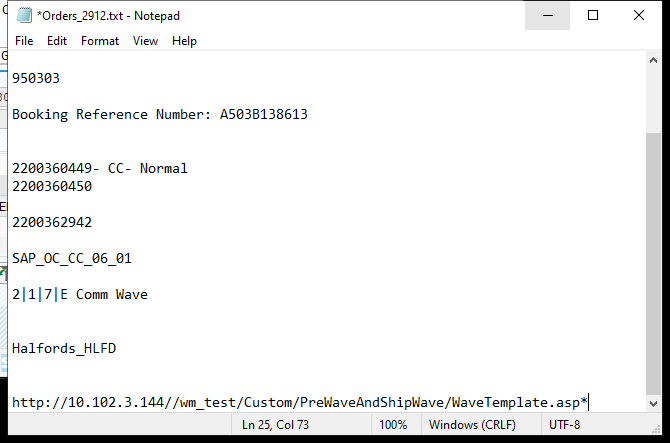 *Orders_2912.txt - Notepad
File Edit Format View Help
950303
Booking Reference Number: A503B138613
2200360449- CC- Normal
2200360450
2200362942
SAP_OC_CC_06_01
2|1|7|E Comm Wave
Halfords_HLFD
http://10.102.3.144//wm_test/Custom/PreWaveAndShipWave/WaveTemplate.asp*
Ln 25, Col 73 100% Windows (CRLF) UTF-8